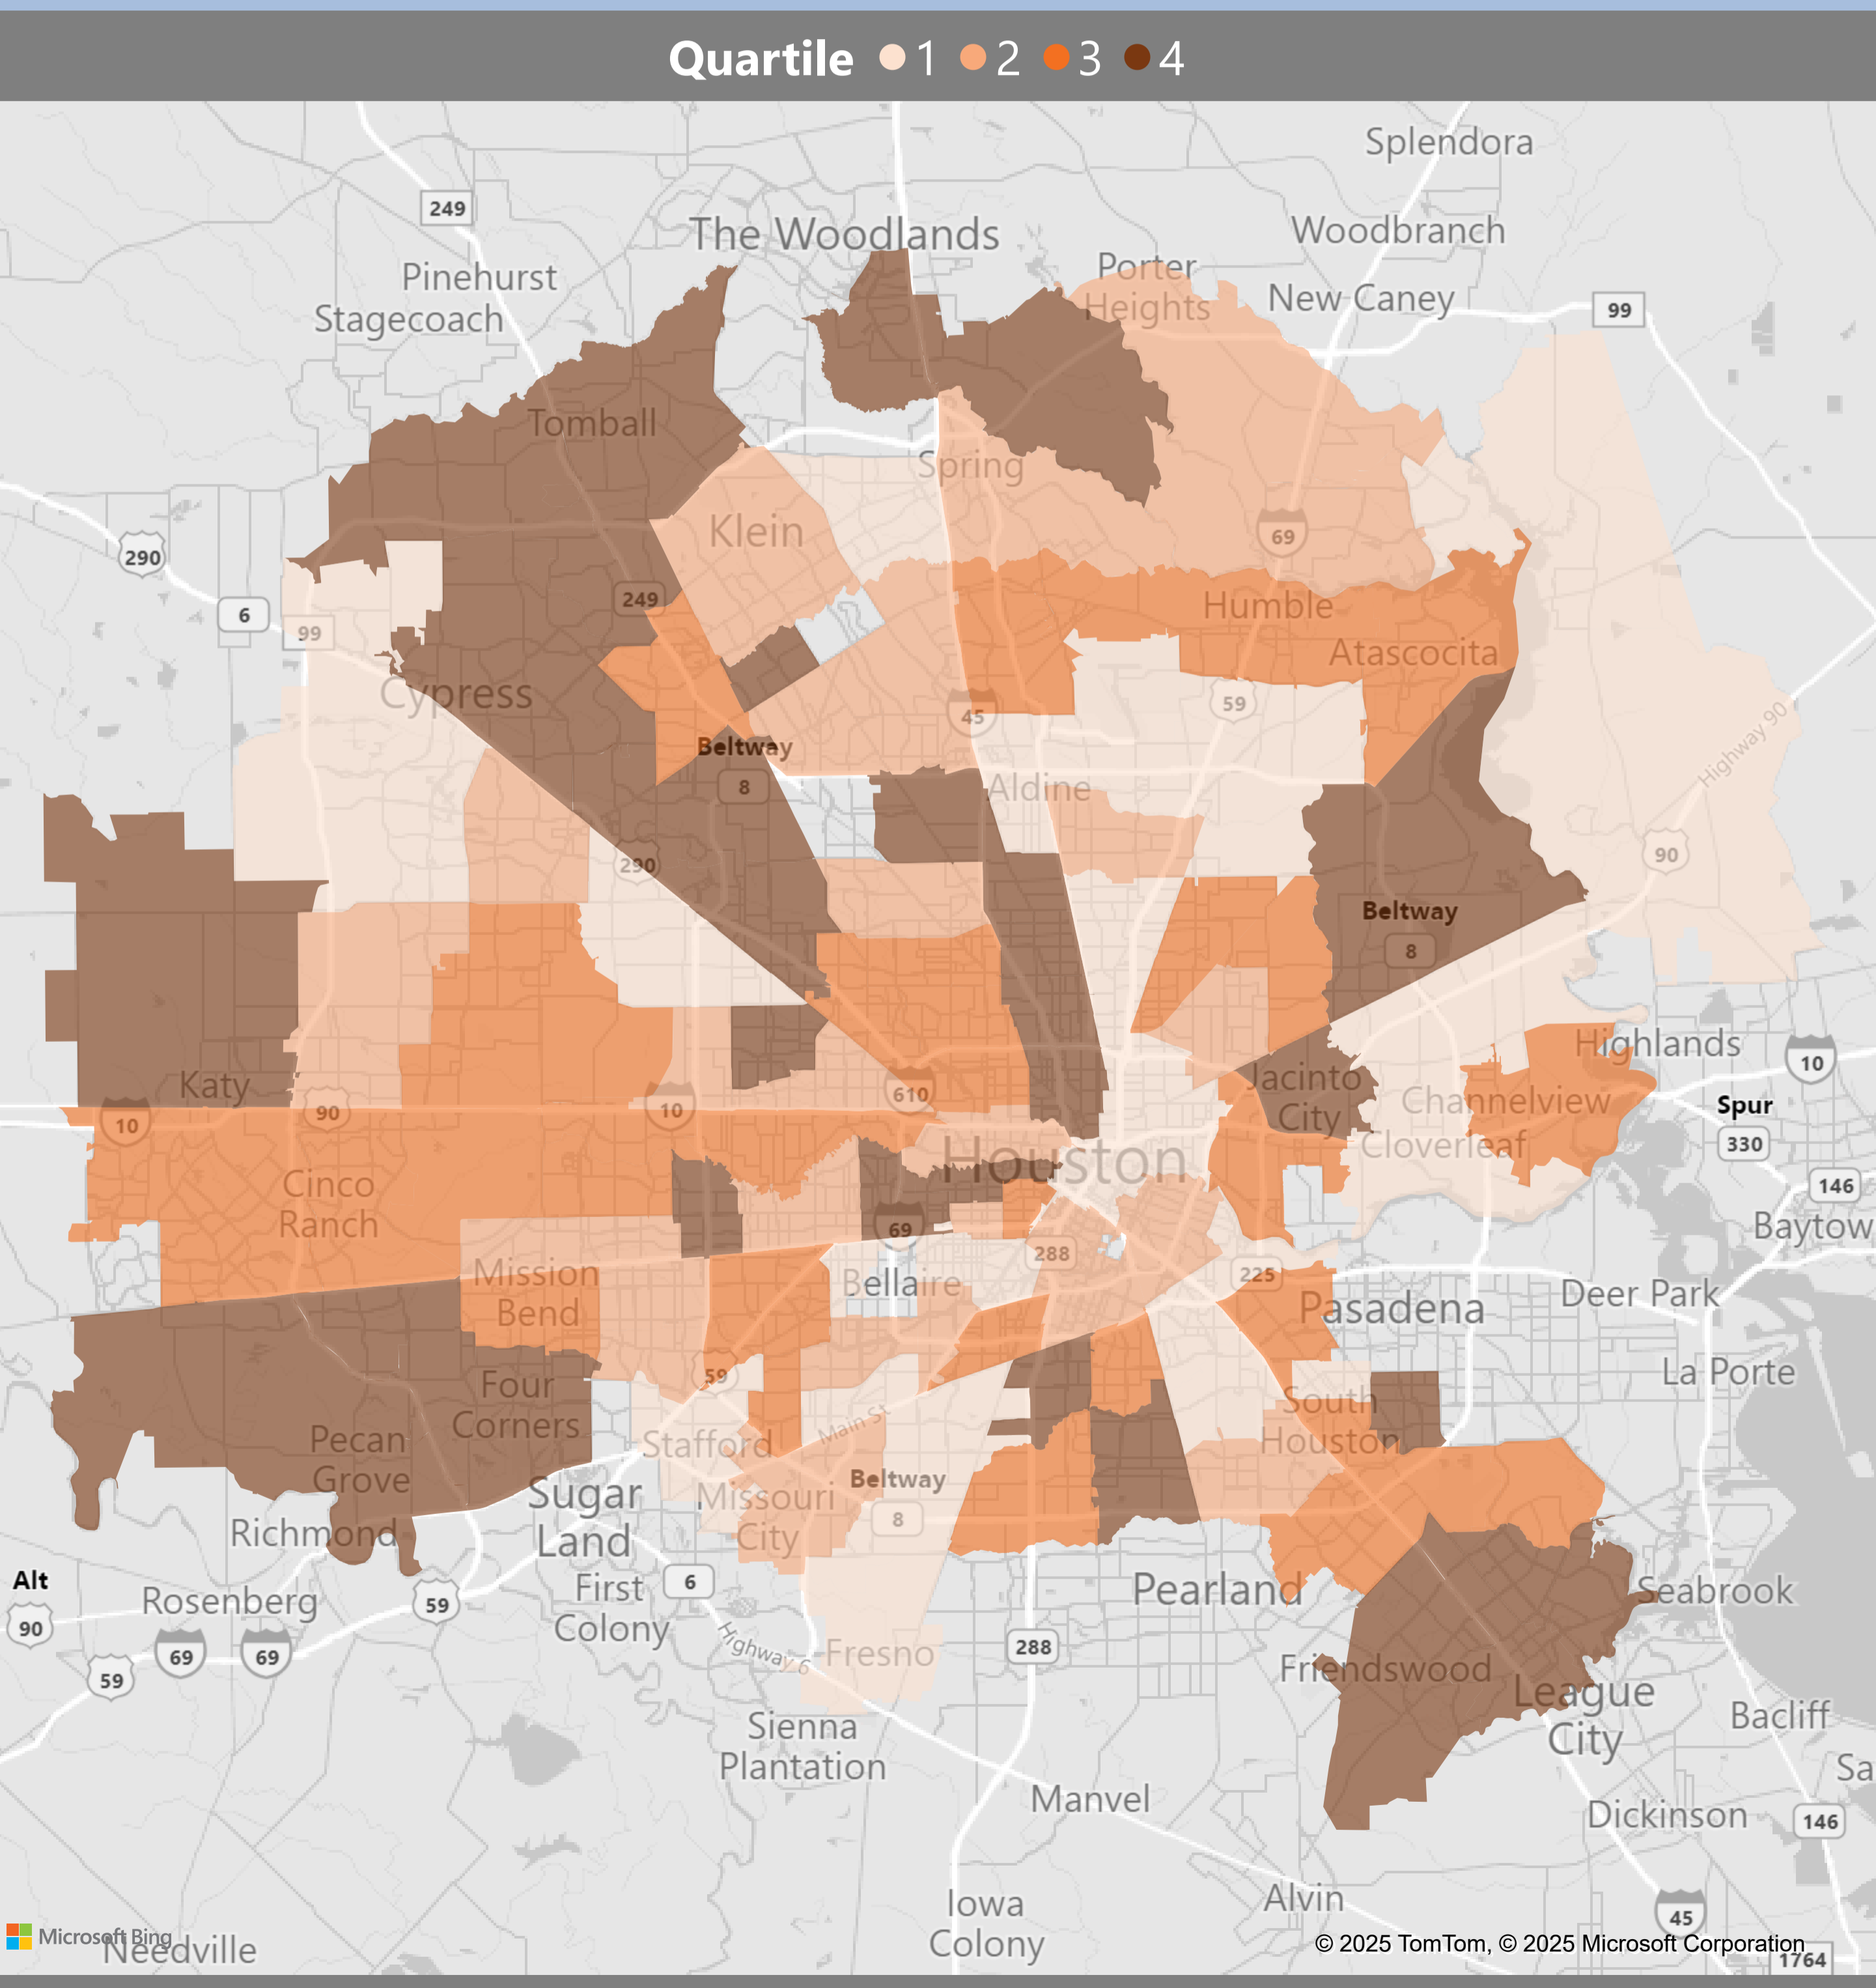 Quartile 1 2 3 4
Splendora
249
The Woodlands
Woodbranch
Pinehurst
Porter
Heights
New Caney
Stagecoach
99
Tomball
Spring
Klein
290
69
249
Humble
6
99
Atascocita
Cypress
59
45
Highway 90
Beltway
8
Aldine
290
90
Beltway
8
Highlands
Katy
Jacinto
City
10
610
Channelview
90
10
10
Spur
330
Houston
Cloverleaf
Cinco
Ranch
146
69
Baytow
288
Mission
Bend
Bellaire
225
Deer Park
Pasadena
59
La Porte
Four
Corners
South
Houston
Main St
Pecan
Grove
Stafford
Beltway
8
Sugar
Land
Missouri
City
Richmond
Alt
90
6
Rosenberg
59
First
Colony
Pearland
Seabrook
69
69
59
Highway 6
Fresno
288
Friendswood
League
City
Sienna
Plantation
Bacliff
Sa
Manvel
Dickinson
146
Iowa
Colony
Alvin
45
Microsoft Bing
Needville
© 2025 TomTom, © 2025 Microsoft Corporation
1764